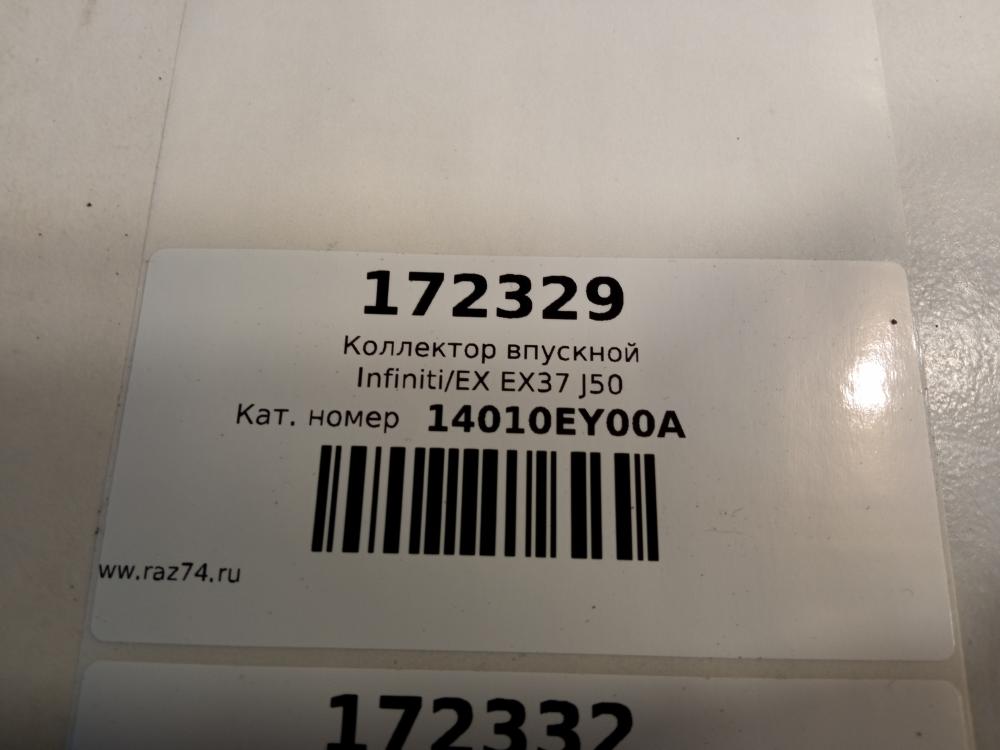 172329
Коллектор впускной
Infiniti/EX EX37 J50
Кат. номер 14010EY00A
ww.raz74.ru
172332